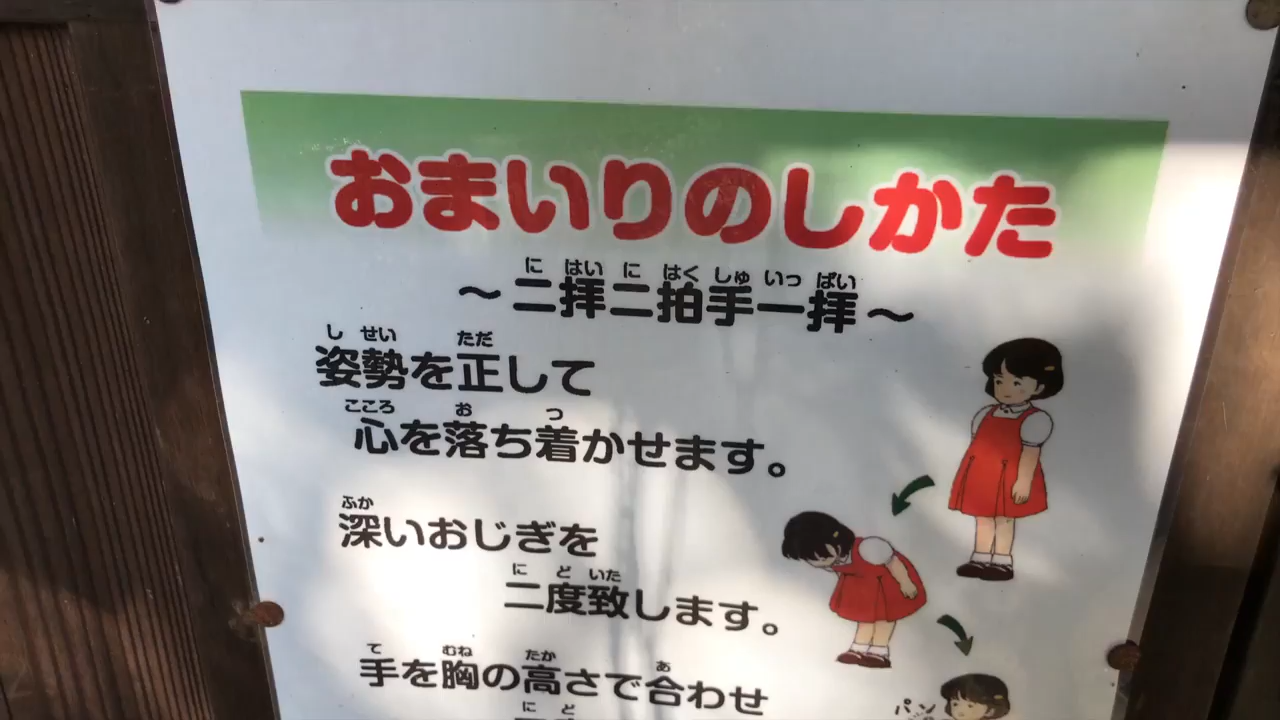 おまいりのしかた
に はい に はく しゅ いっ ぱい
～二拝二拍手一拝～
し せい ただ
姿勢を正して
こころ お つ
心を落ち着かせます。
ふか
深いおじぎを
に ど いた
二度致します。
て むね たか あ
手を胸の高さで合わせ
に ど
パン